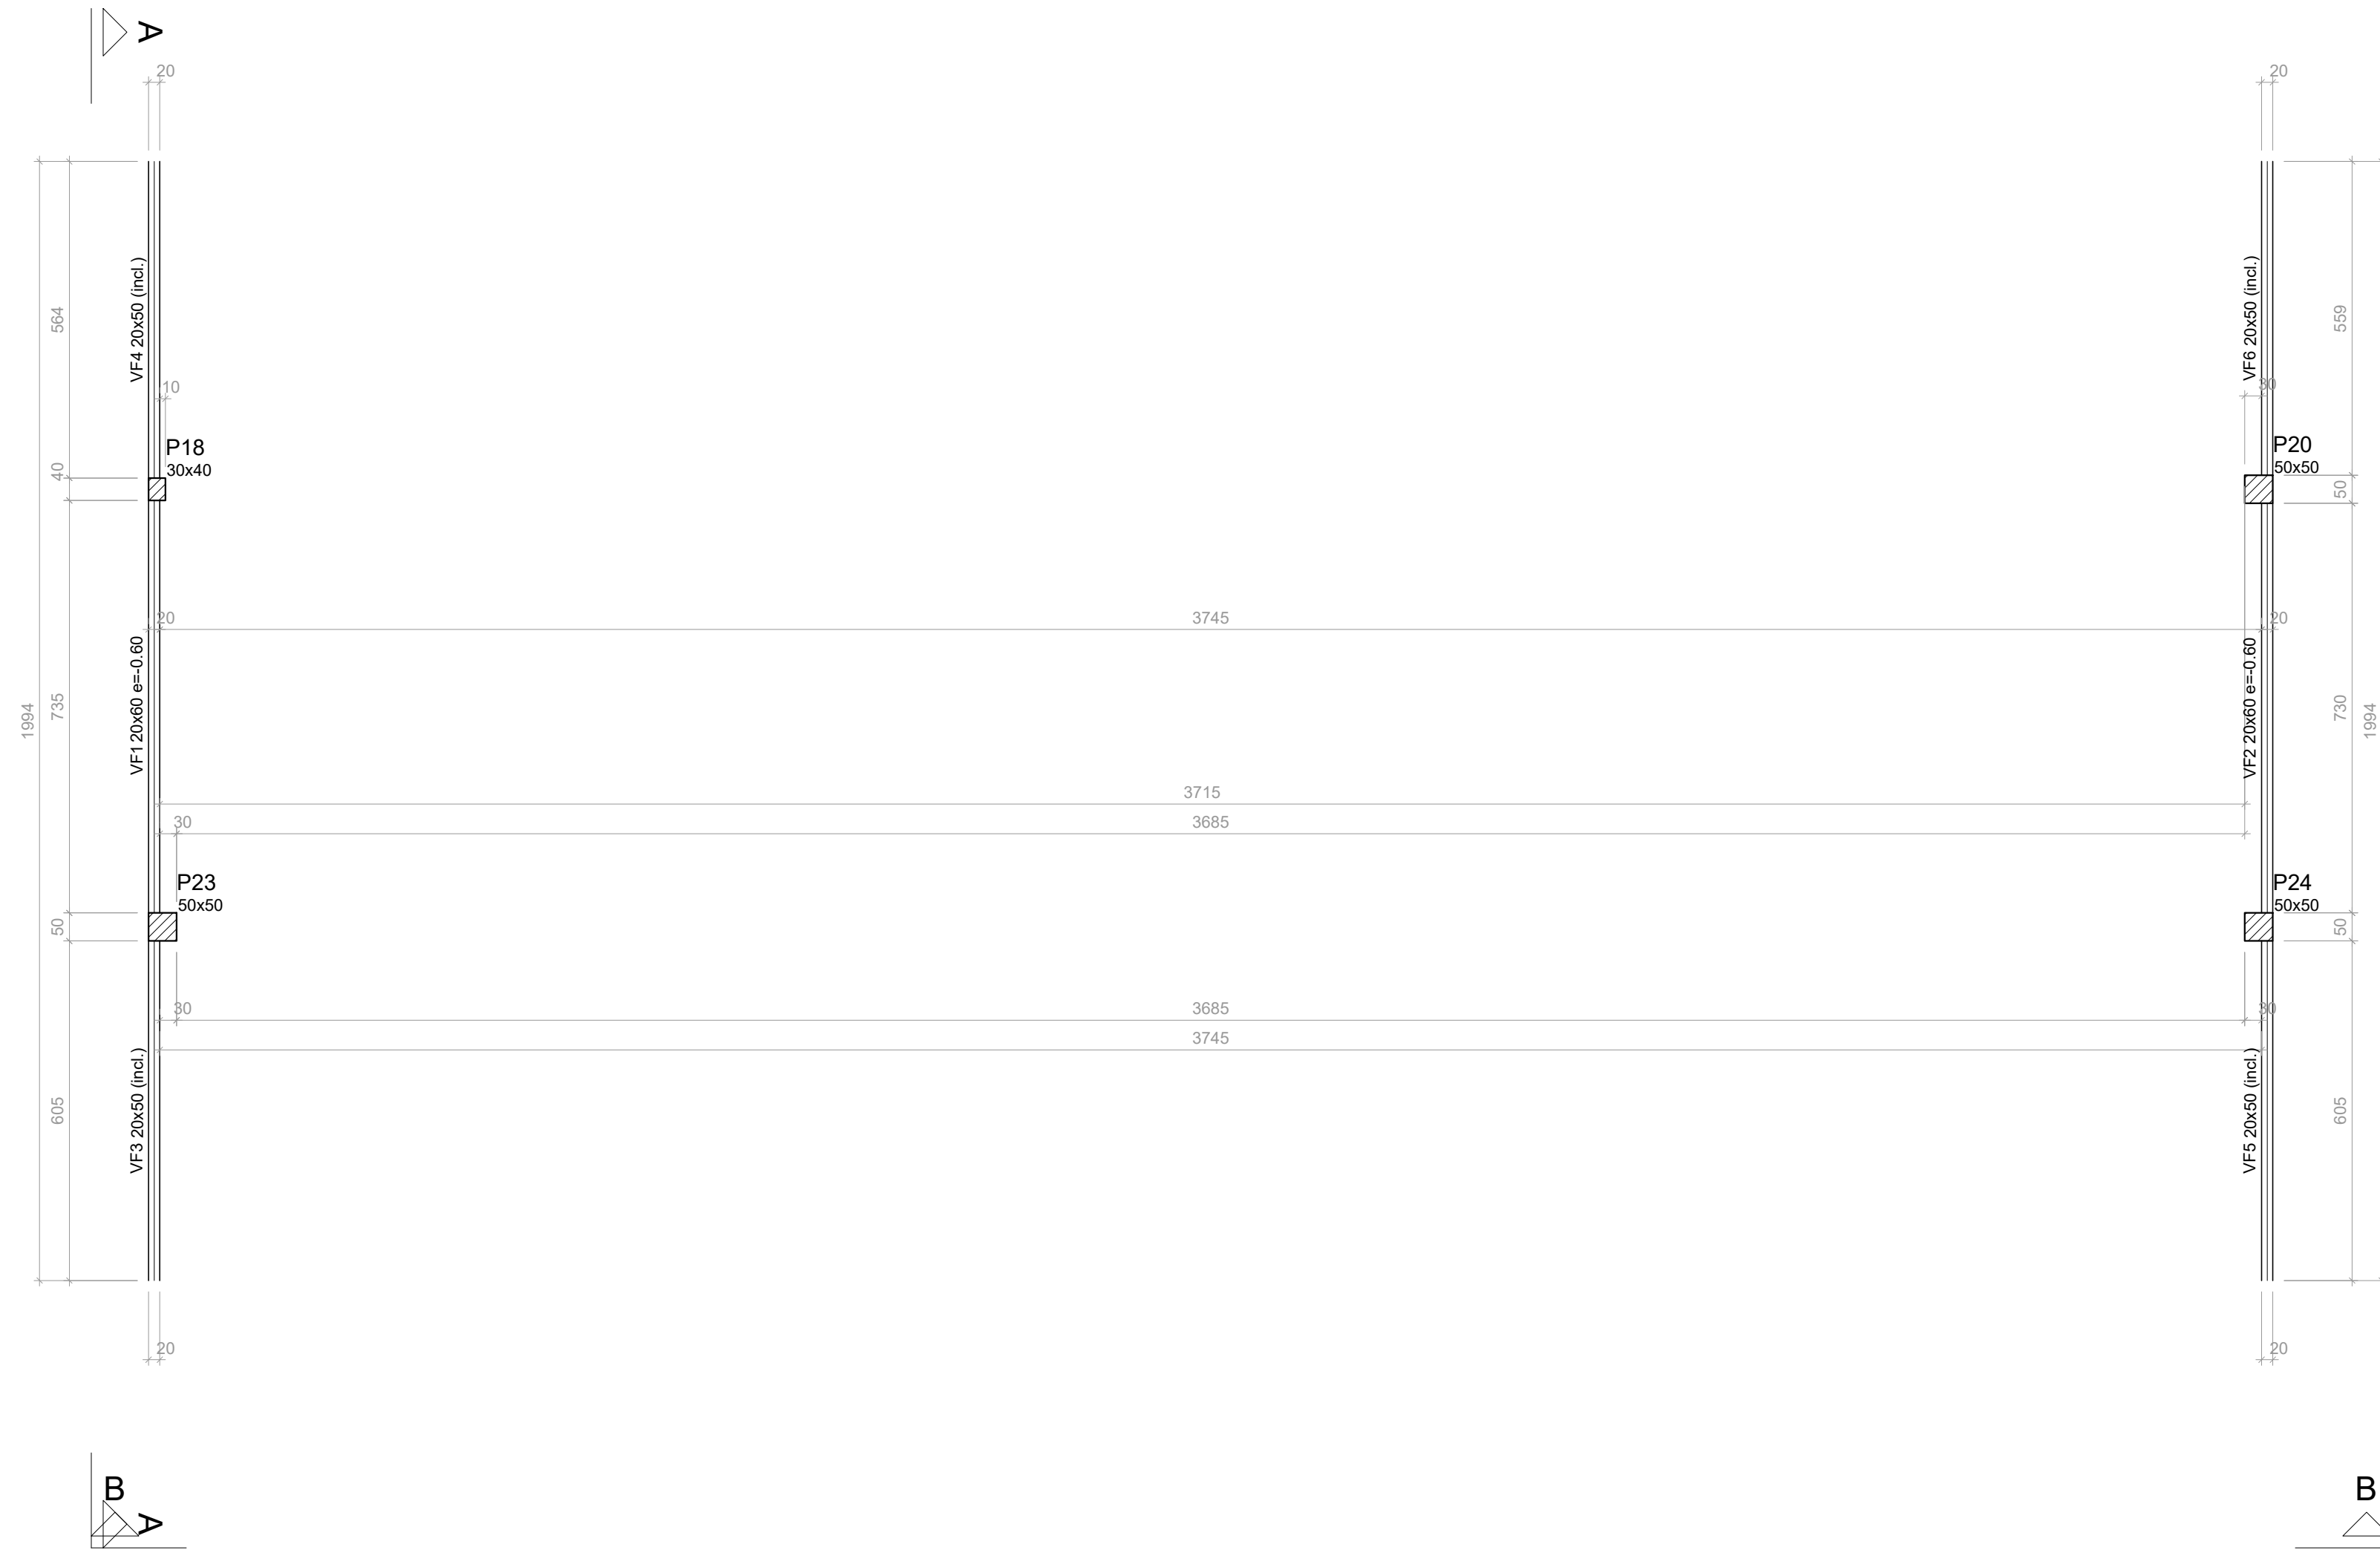 A
20
20
VF4 20x50 (incl.)
VF6 20x50 (incl.)
564
559
10
30
P18
30x40
P20
50x50
40
50
20
3745
20
VF1 20x60 e=-0.60
VF2 20x60 e=-0.60
1994
735
730
1994
3715
30
3685
P23
50x50
P24
50x50
50
50
30
3685
30
3745
VF3 20x50 (incl.)
VF5 20x50 (incl.)
605
605
20
20
B
A
B